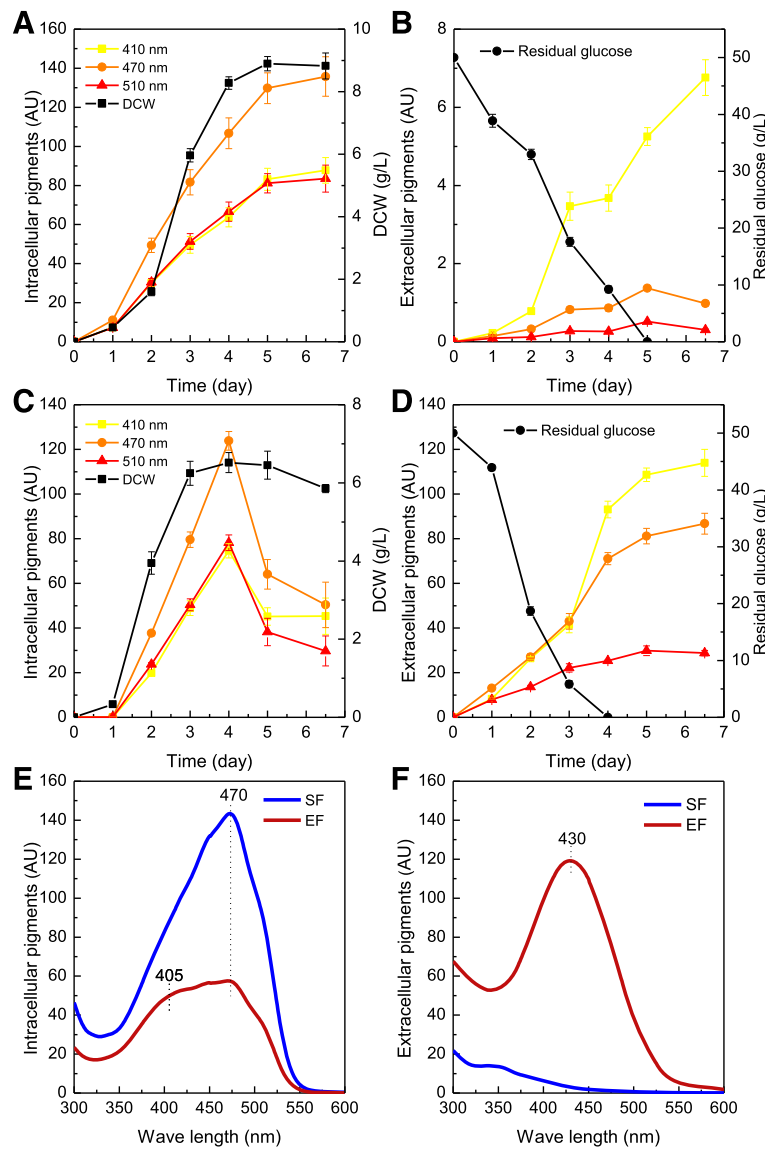 A
160
140
120
100
80
60
40
20
0
Intracellular pigments (AU)
410 nm
470 nm
510 nm
DCW
10
8
6
4
2
0
DCW (g/L)
0 1 2 3 4 5 6 7
Time (day)
B
8
6
4
2
0
Extracellular pigments (AU)
Residual glucose
50
40
30
20
10
0
Residual glucose (g/L)
0 1 2 3 4 5 6 7
Time (day)
C
140
120
100
80
60
40
20
0
Intracellular pigments (AU)
410 nm
470 nm
510 nm
DCW
8
6
4
2
0
DCW (g/L)
0 1 2 3 4 5 6 7
Time (day)
D
140
120
100
80
60
40
20
0
Extracellular pigments (AU)
Residual glucose
50
40
30
20
10
0
Residual glucose (g/L)
0 1 2 3 4 5 6 7
Time (day)
E
160
140
120
100
80
60
40
20
0
Intracellular pigments (AU)
470
405
SF
EF
300 350 400 450 500 550 600
Wave length (nm)
F
160
140
120
100
80
60
40
20
0
Extracellular pigments (AU)
430
SF
EF
300 350 400 450 500 550 600
Wave length (nm)